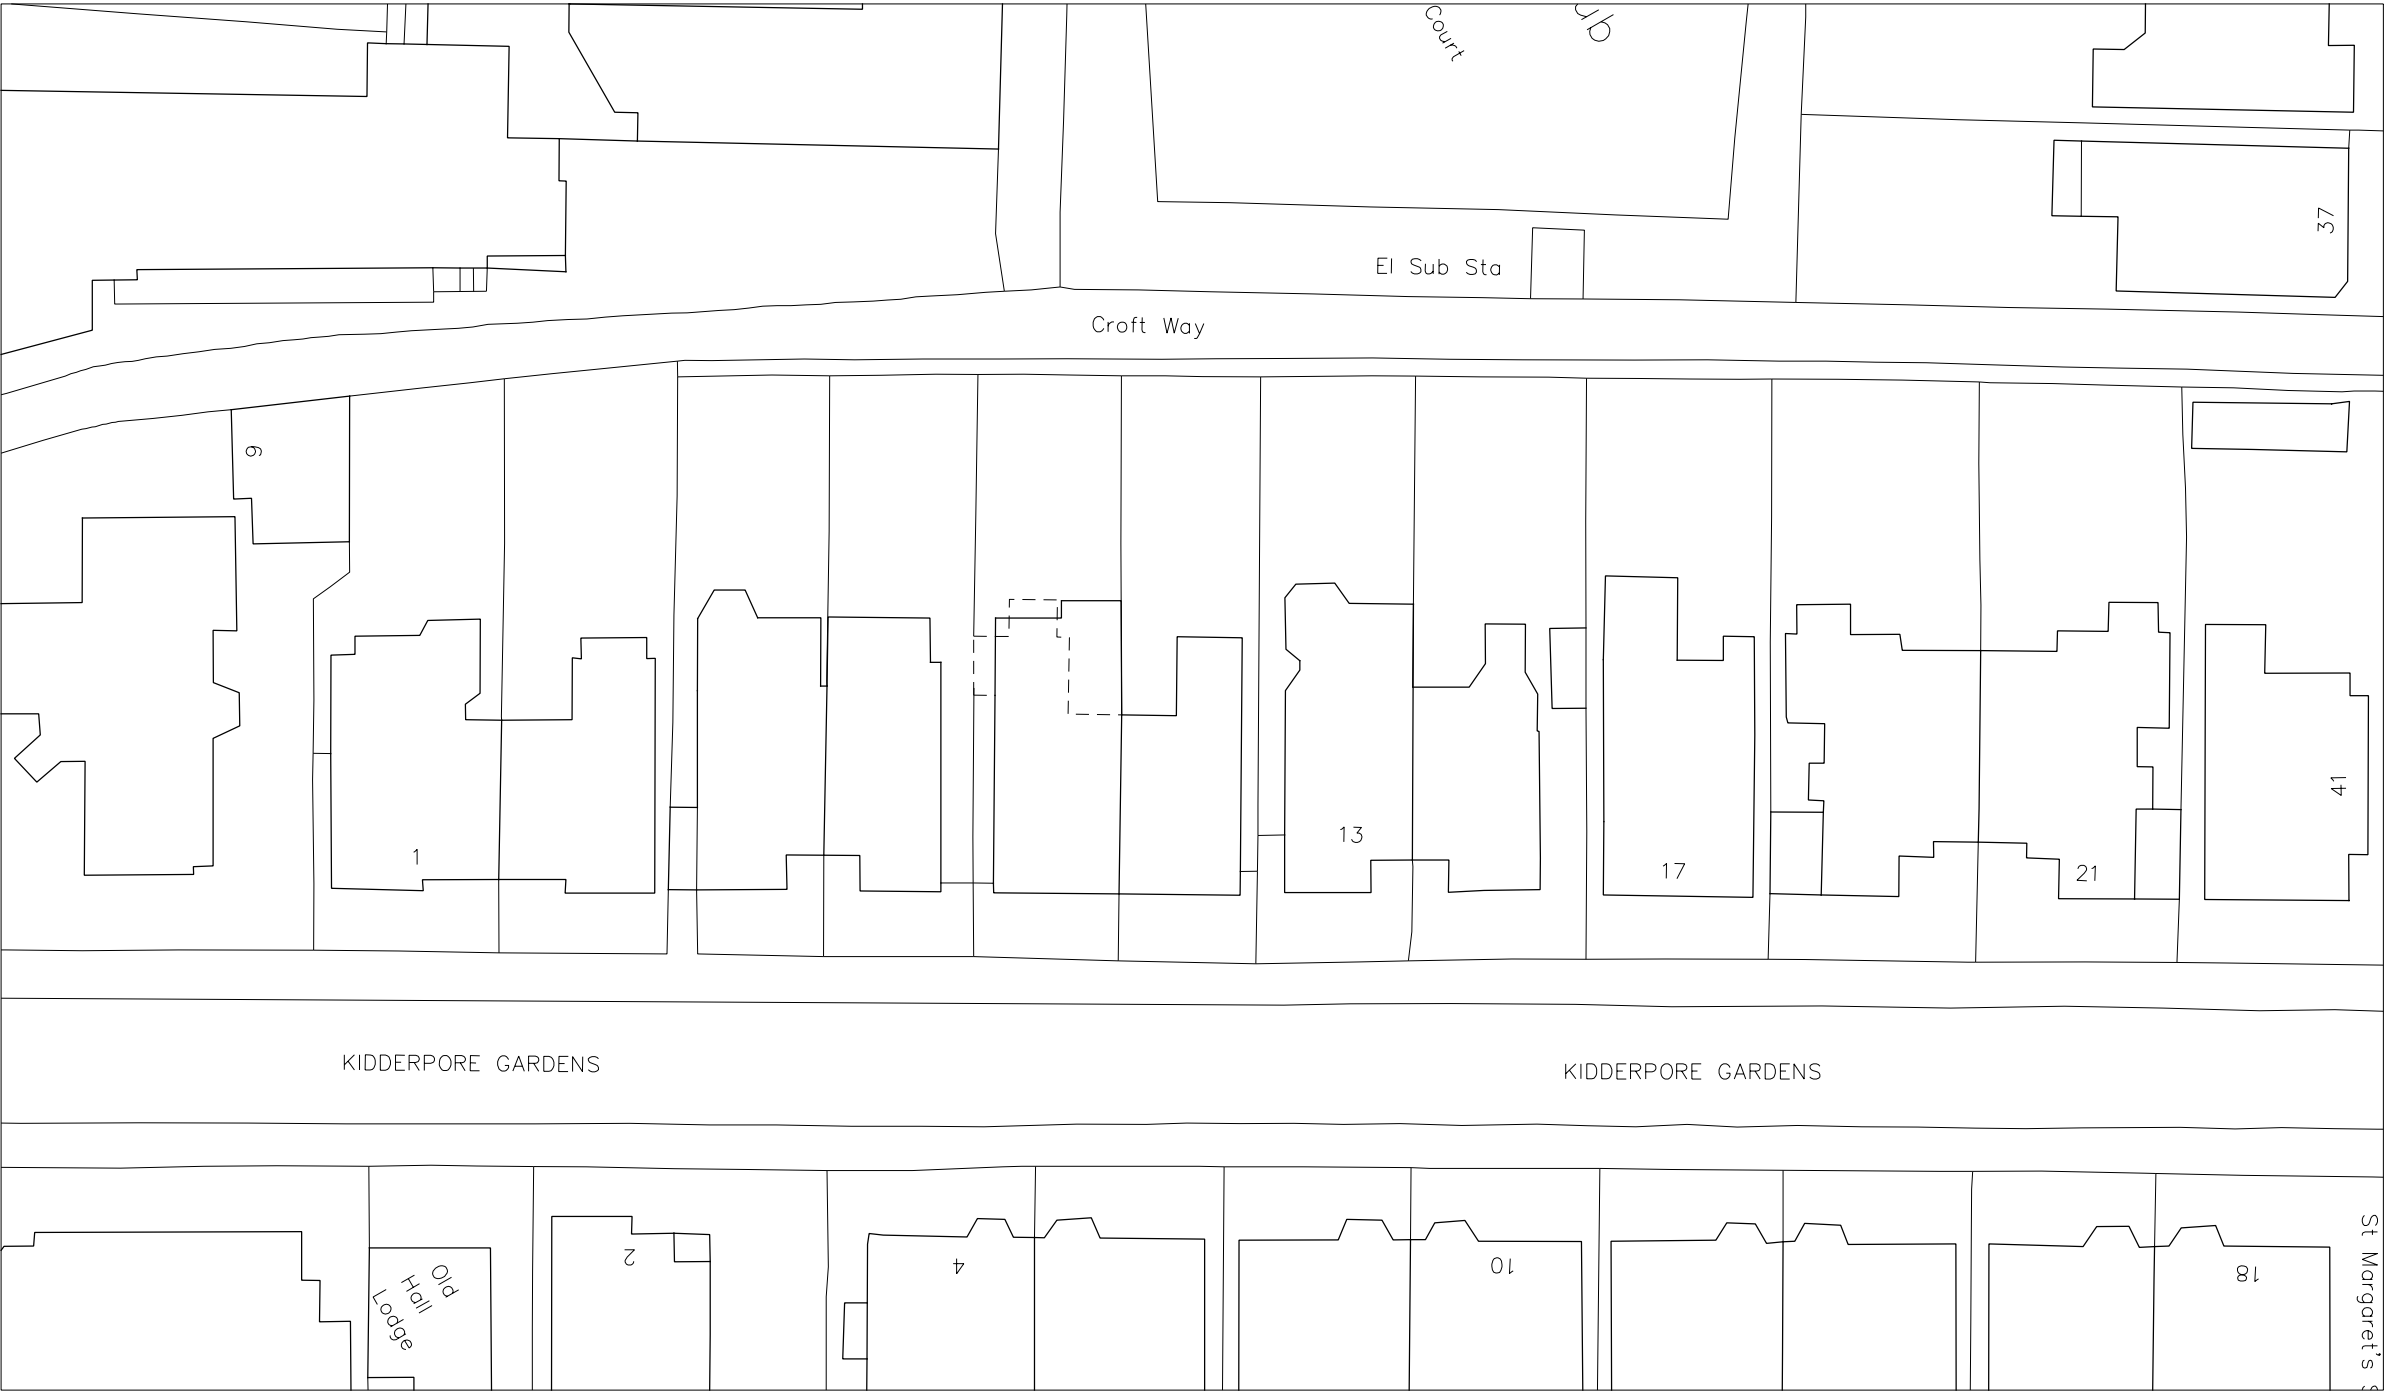 Court
ub
37
El Sub Sta
Croft Way
9
41
13
1
17
21
KIDDERPORE GARDENS
KIDDERPORE GARDENS
2
4
10
18
Old
Hall
Lodge
St Margaret's